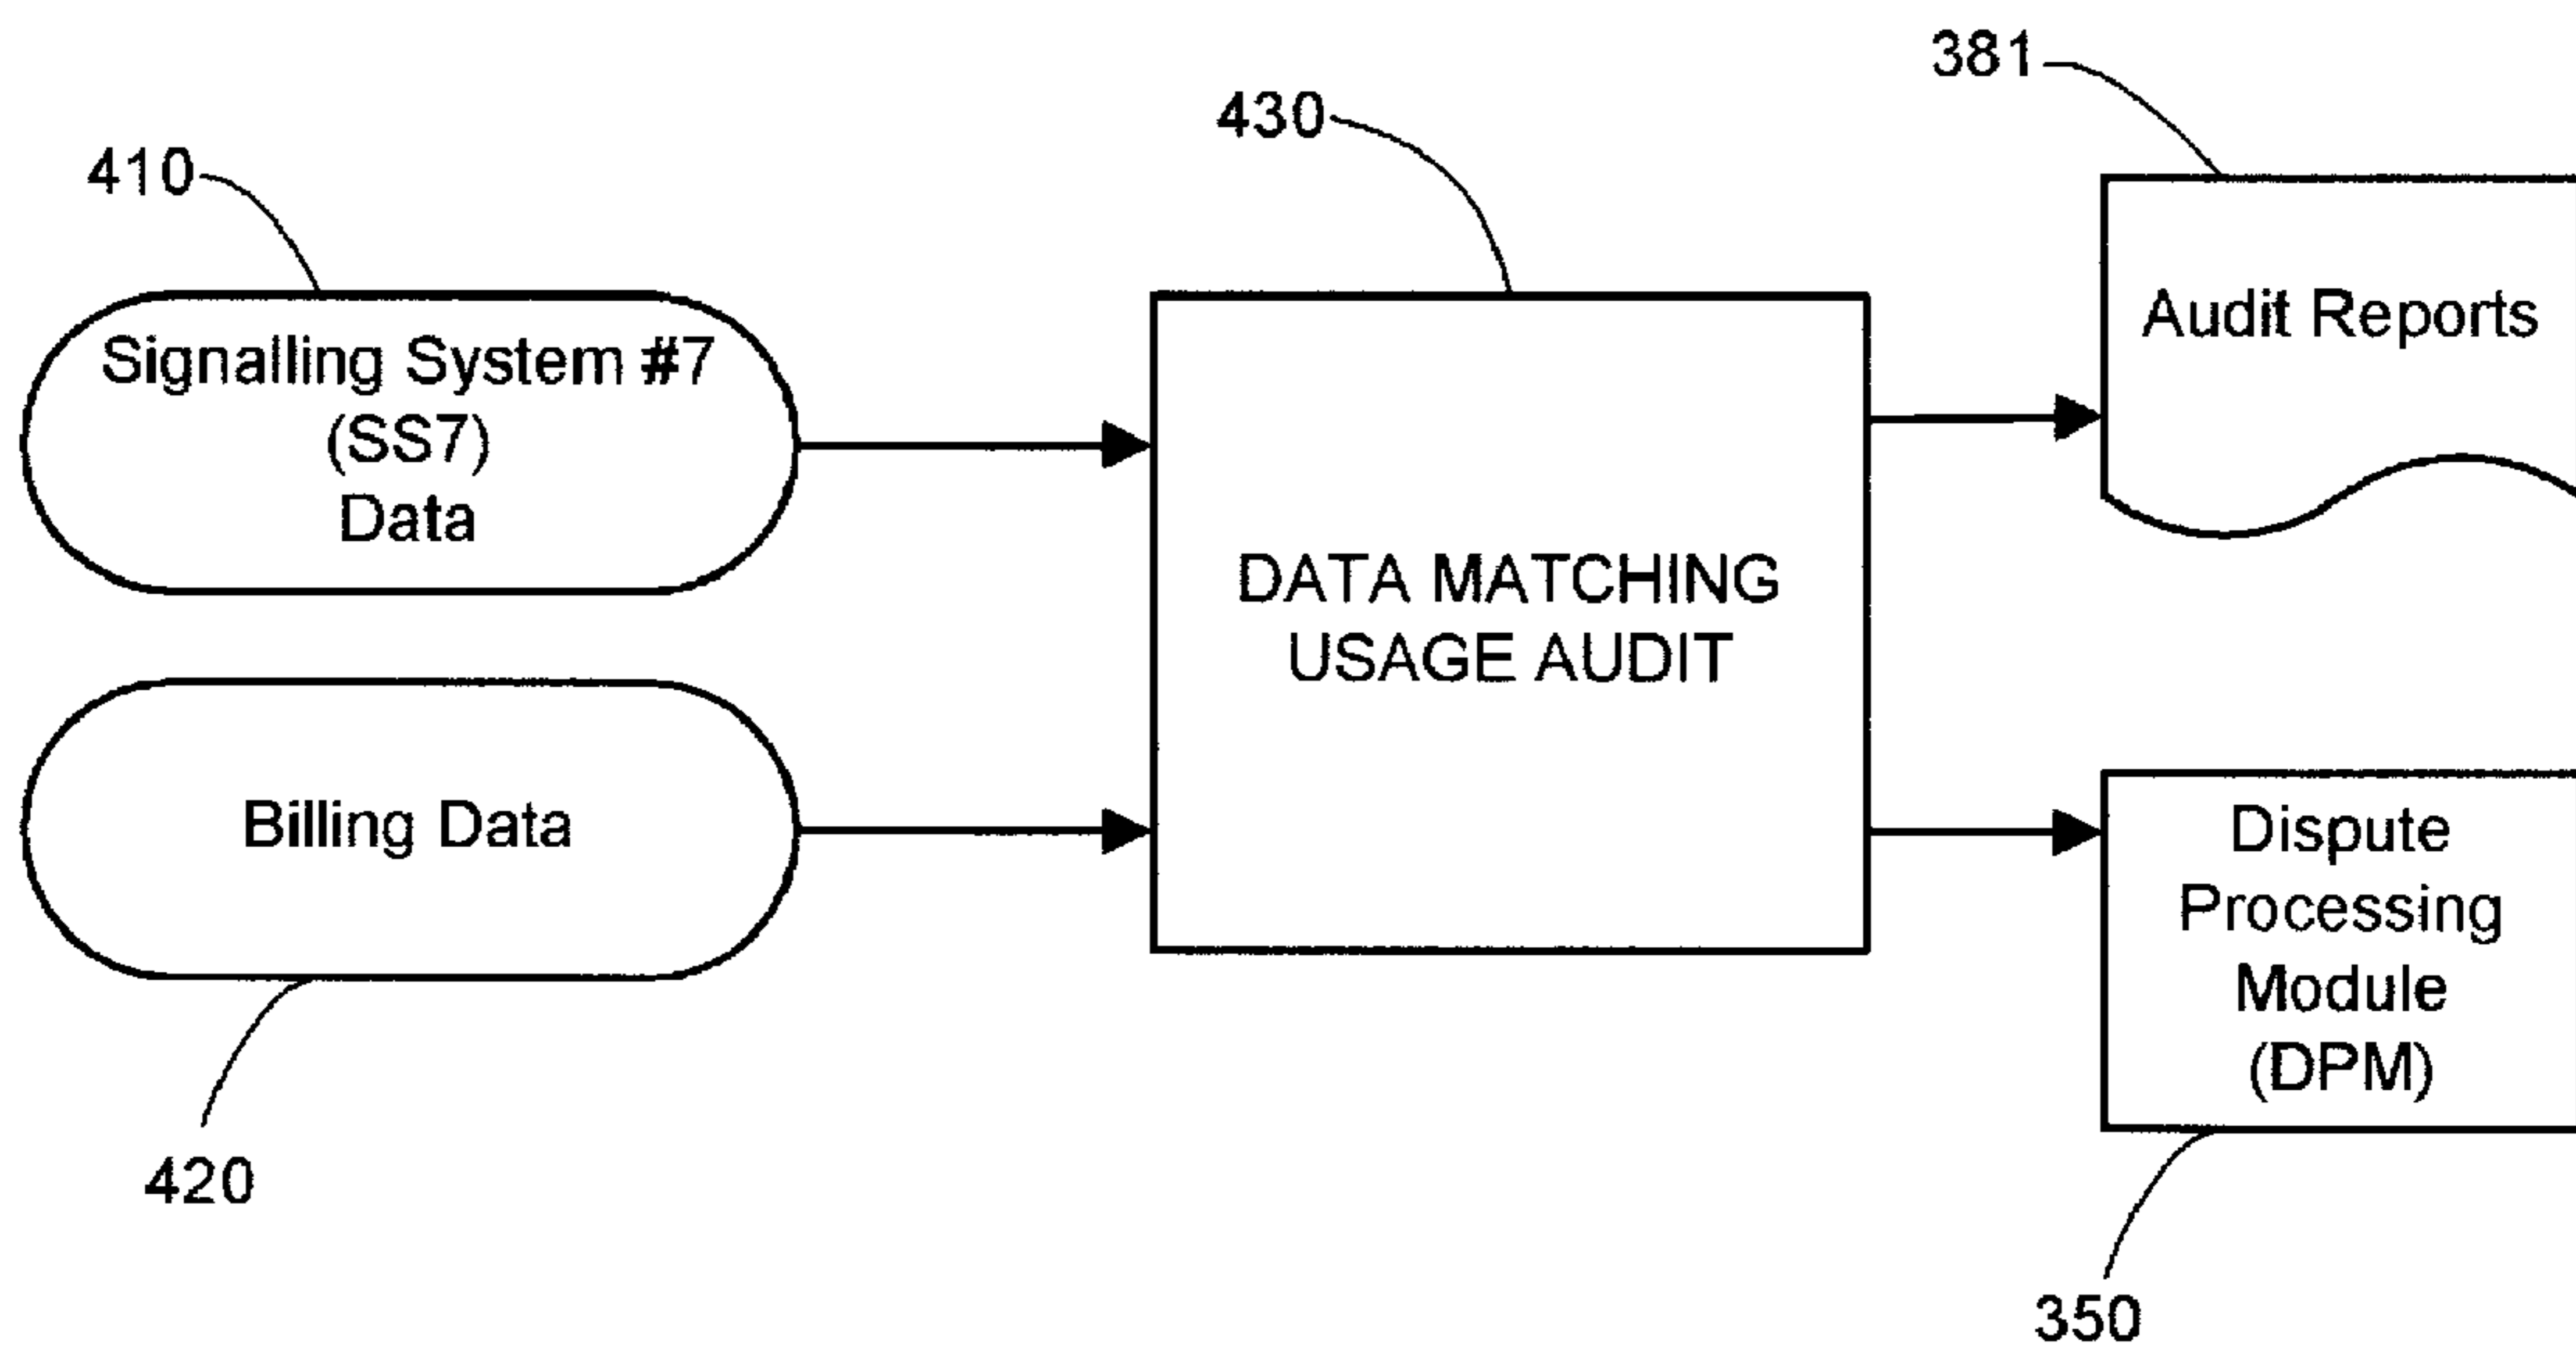 381
430
410
Signalling System #7
(SS7)
Data
Audit Reports
DATA MATCHING
USAGE AUDIT
Billing Data
Dispute
Processing
Module
(DPM)
420
350